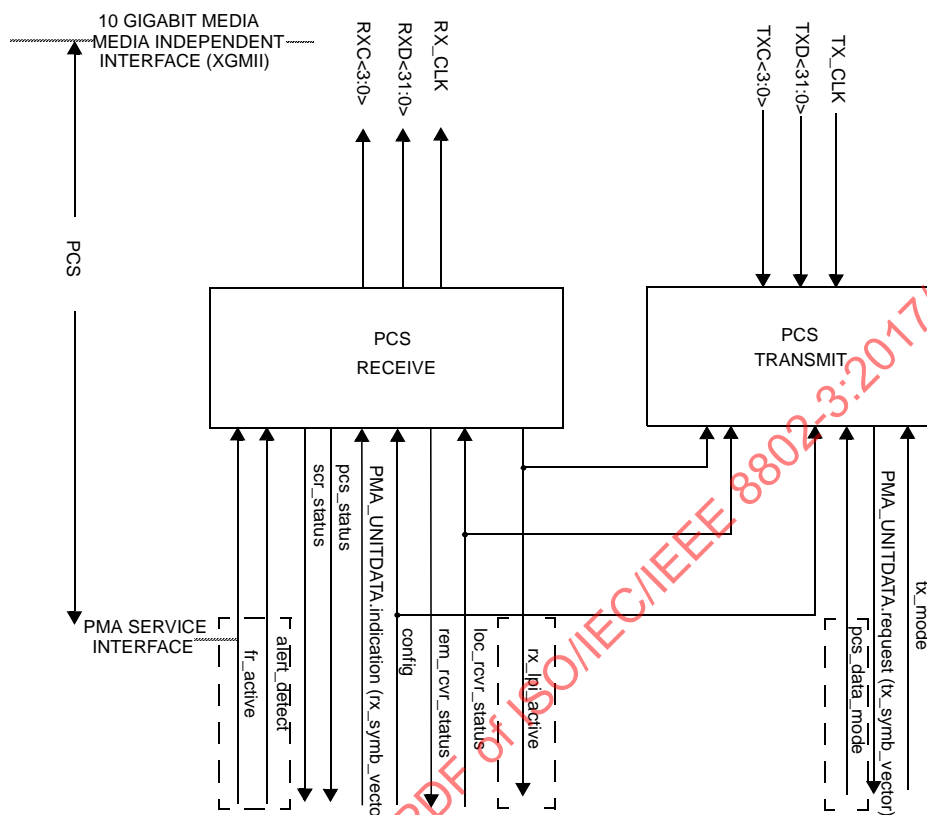 10 GIGABIT MEDIA
MEDIA INDEPENDENT
INTERFACE (XGMII)
RXC<3:0>
RXD<31:0>
RX_CLK
TXC<3:0>
TXD<31:0>
TX_CLK
PCS
PCS
RECEIVE
PCS
TRANSMIT
PMA SERVICE
INTERFACE
fr_active
alert_detect
scr_status
pcs_status
PMA_UNITDATA.indication (rx_symb_vecto
config
rem_rcvr_status
loc_rcvr_status
rx_lpi_active
pcs_data_mode
PMA_UNITDATA.request (tx_symb_vector)
tx_mode
PDF of ISO/IEC/IEEE 8802-3:2017/